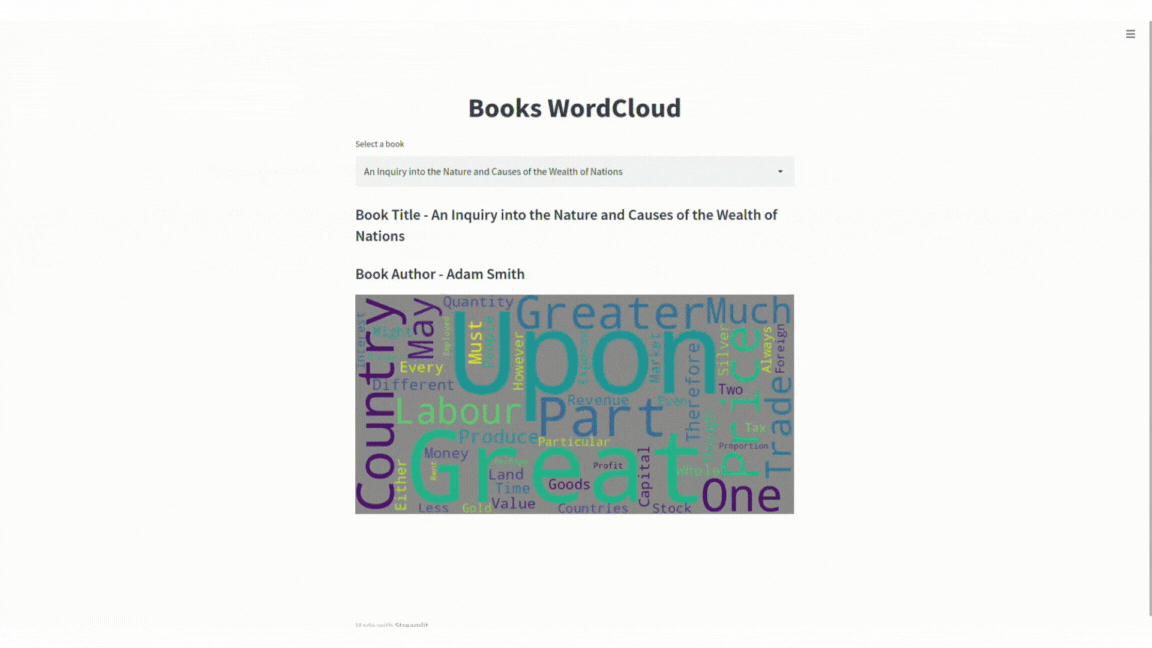 Books WordCloud
Select a book
An Inquiry into the Nature and Causes of the Wealth of Nations
Book Title - An Inquiry into the Nature and Causes of the Wealth of
Nations
Book Author - Adam Smith
Quantity
Greater
Much
Country
May
Upon
Interest
Might
Employed
Must
People
However
Market
Silver
Always
Foreign
Every
Different
Therefore
Price
Two
Labour
Part
Revenue
Even
Trade
Produce
Particular
Though
Tax
Proportion
Money
Great
Either
Rent
Land
Profit
Capital
Whole
Time
Goods
One
Less
Gold
Value
Countries
Stock
Made with Streamlit